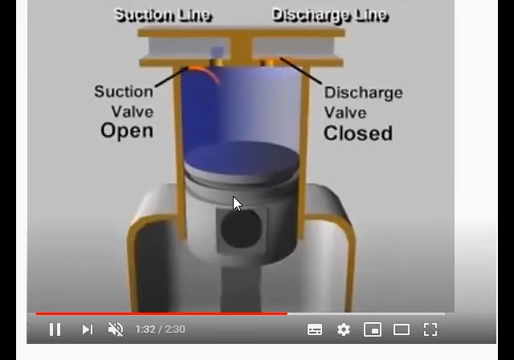 Suction Line
Discharge Line
Suction
Valve
Open
Discharge
Valve
Closed
1:32 / 2:30